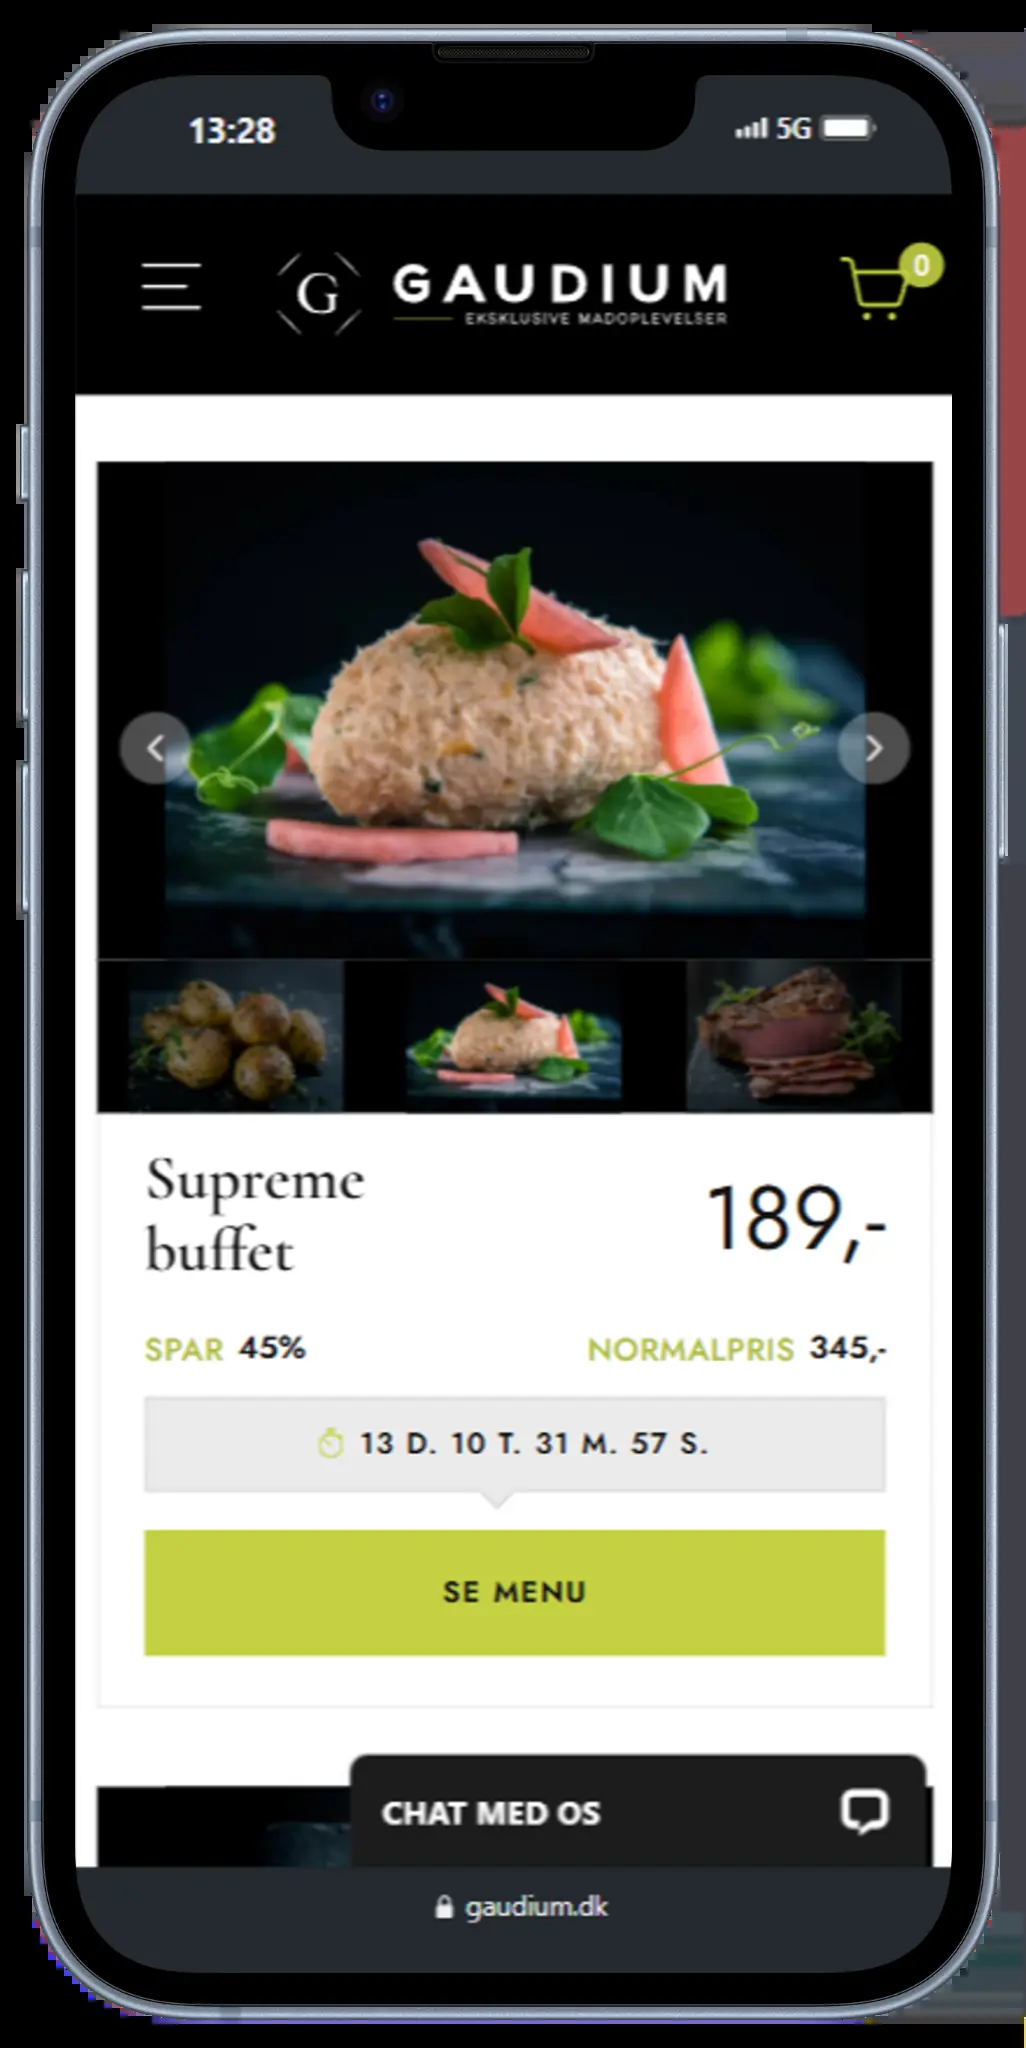 13:28
5G
G
GAUDIUM
EKSKLUSIVE MADOPLEVELSER
0
Supreme
buffet
189,-
SPAR 45%
NORMALPRIS 345,-
13 D. 10 T. 31 M. 57 S.
SE MENU
CHAT MED OS
gaudium.dk